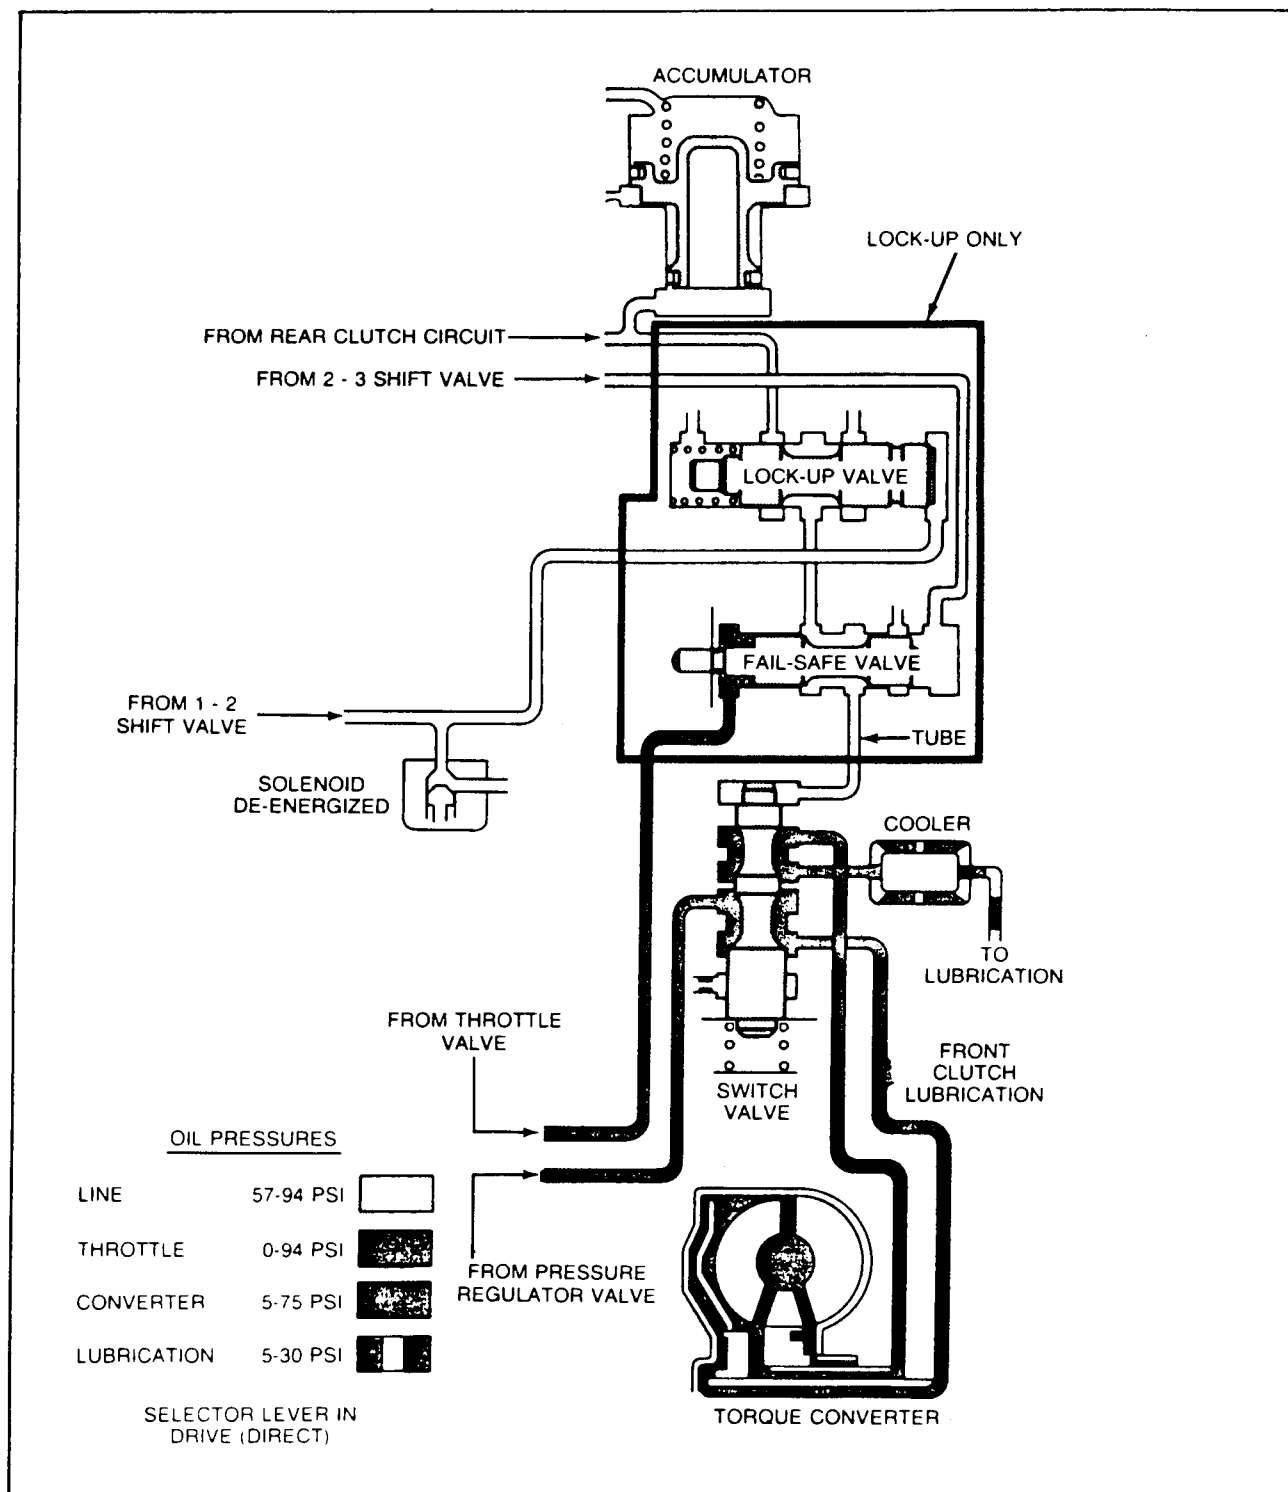 ACCUMULATOR
LOCK-UP ONLY
FROM REAR CLUTCH CIRCUIT
FROM 2 - 3 SHIFT VALVE
LOCK-UP VALVE
FAIL-SAFE VALVE
FROM 1 - 2
SHIFT VALVE
TUBE
SOLENOID
DE-ENERGIZED
COOLER
TO
LUBRICATION
FROM THROTTLE
VALVE
FRONT
CLUTCH
LUBRICATION
SWITCH
VALVE
OIL PRESSURES
LINE 57-94 PSI
THROTTLE 0-94 PSI
CONVERTER 5-75 PSI
LUBRICATION 5-30 PSI
FROM PRESSURE
REGULATOR VALVE
SELECTOR LEVER IN
DRIVE (DIRECT)
TORQUE CONVERTER